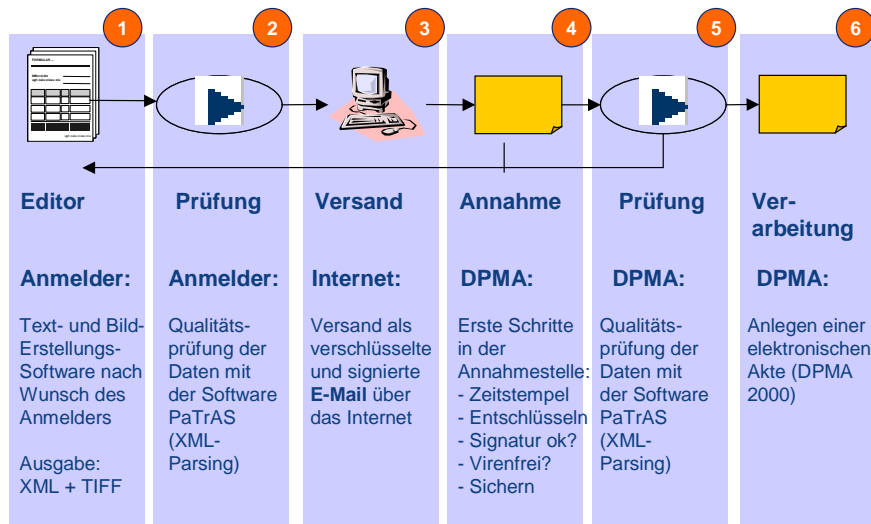 1
2
3
4
5
6
Editor
Anmelder:
Text- und Bild-
Erstellungs-
Software nach
Wunsch des
Anmelders
Ausgabe:
XML + TIFF
Prüfung
Anmelder:
Qualitäts-
prüfung der
Daten mit
der Software
PaTrAS
(XML-
Parsing)
Versand
Internet:
Versand als
verschlüsselte
und signierte
E-Mail über
das Internet
Annahme
DPMA:
Erste Schritte
in der
Annahmestelle:
- Zeitstempel
- Entschlüsseln
- Signatur ok?
- Virenfrei?
- Sichern
Prüfung
DPMA:
Qualitäts-
prüfung der
Daten mit
der Software
PaTrAS
(XML-
Parsing)
Ver-
arbeitung
DPMA:
Anlegen einer
elektronischen
Akte (DPMA
2000)